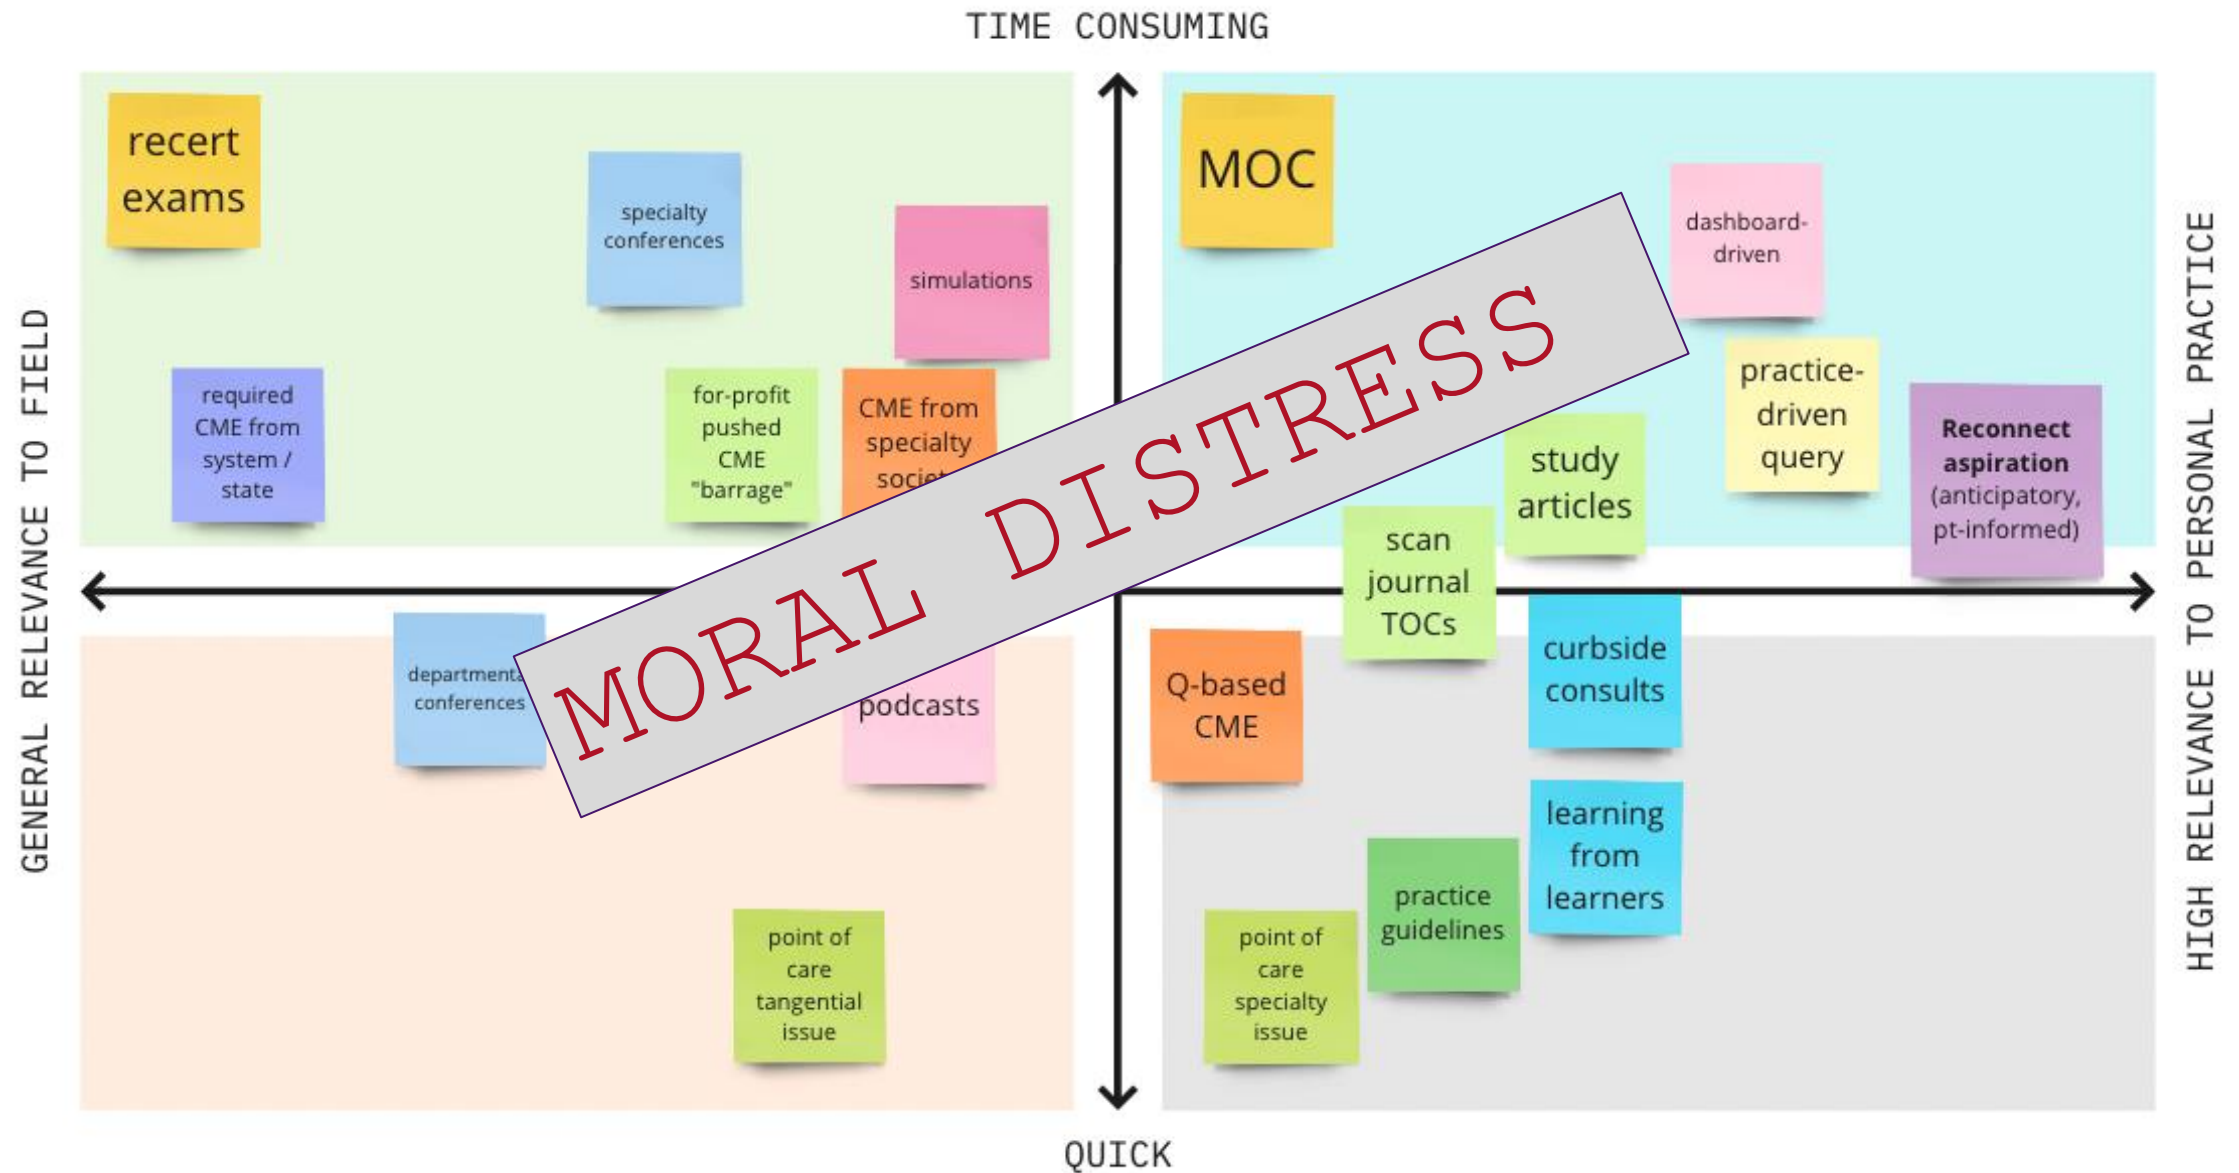 TIME CONSUMING
GENERAL RELEVANCE TO FIELD
HIGH RELEVANCE TO PERSONAL PRACTICE
recert
exams
specialty
conferences
simulations
required
CME from
system /
state
for-profit
pushed
CME
"barrage"
CME from
specialty
MOC
dashboard-
driven
practice-
driven
query
Reconnect
aspiration
(anticipatory,
pt-informed)
study
articles
scan
journal
TOCs
MORAL DISTRESS
conferences
podcasts
point of
care
tangential
issue
Q-based
CME
curbside
consults
learning
from
learners
practice
guidelines
point of
care
specialty
issue
QUICK